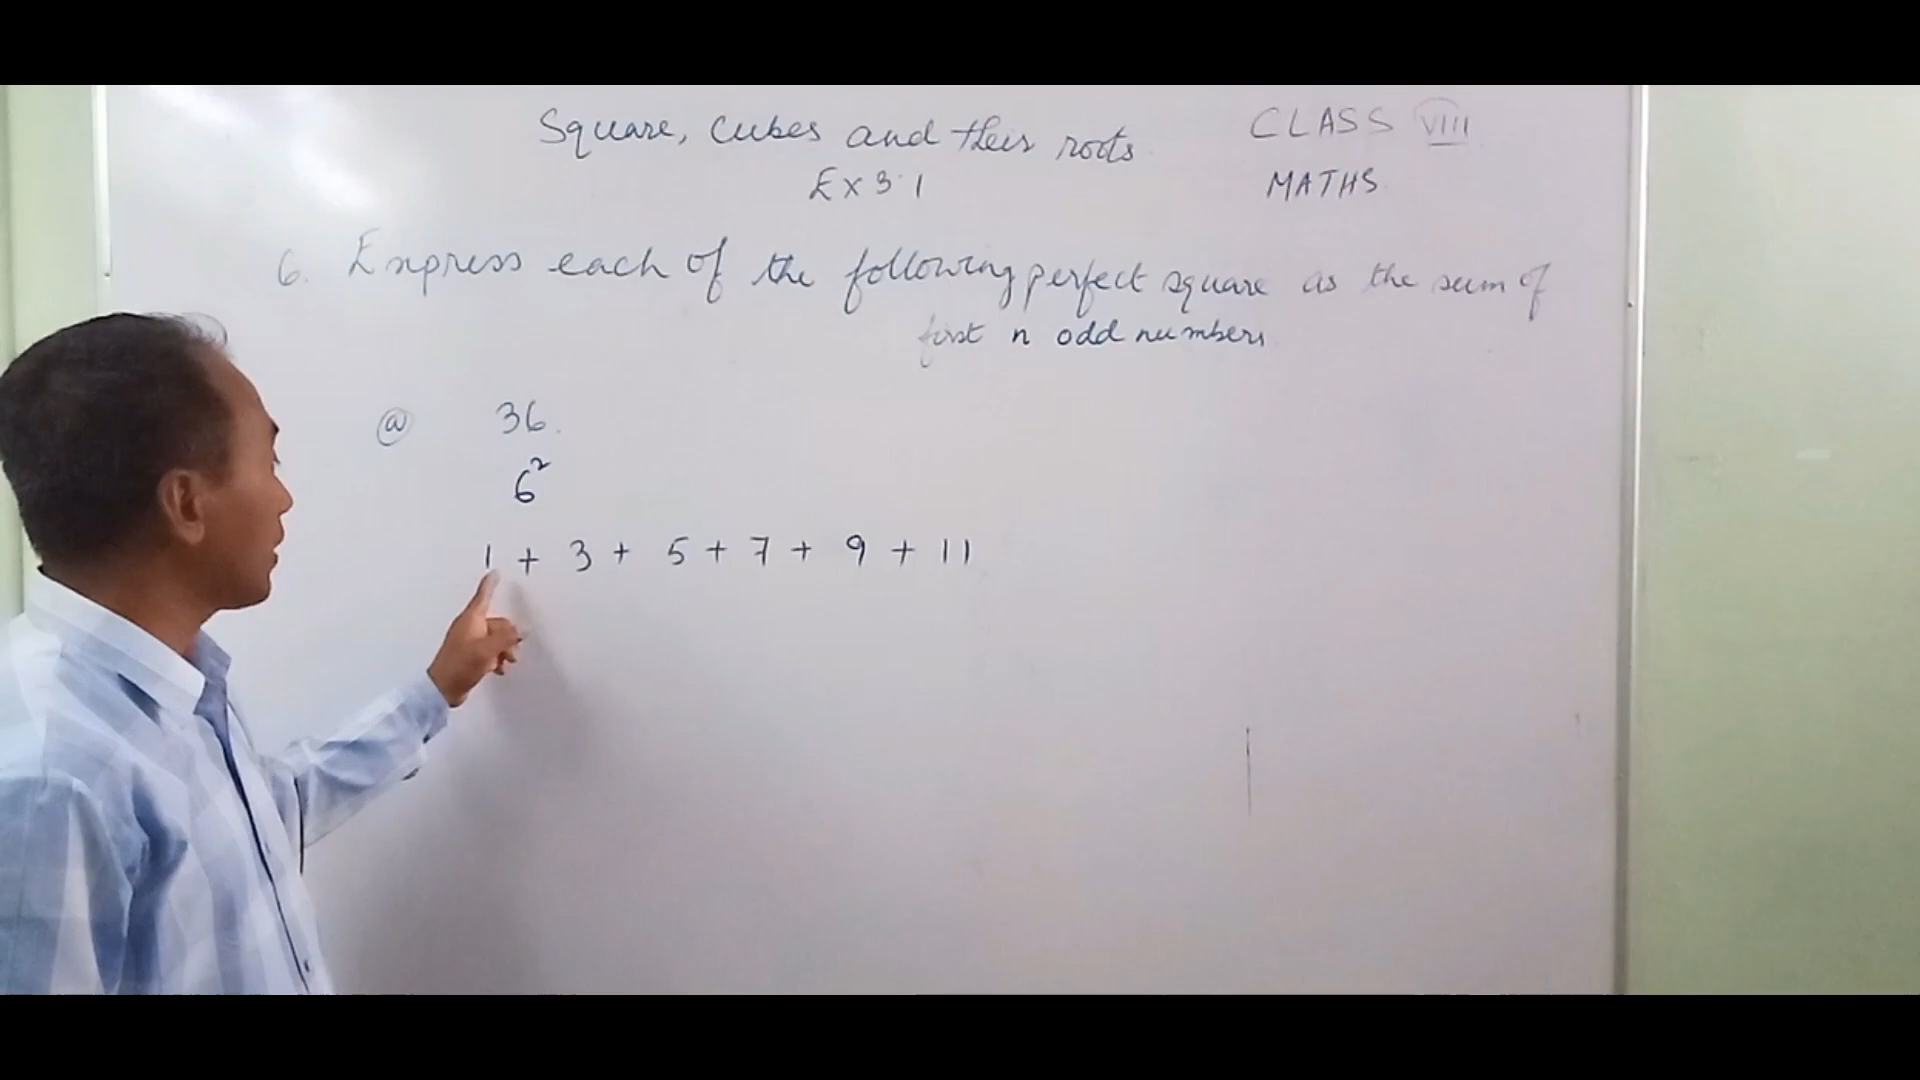 Square, Cubes and their roots
CLASS VIII
Ex 3.1
MATHS
6. Express each of the following perfect square as the sum of
first n odd numbers
(a) 36.
6²
1 + 3 + 5 + 7 + 9 + 11